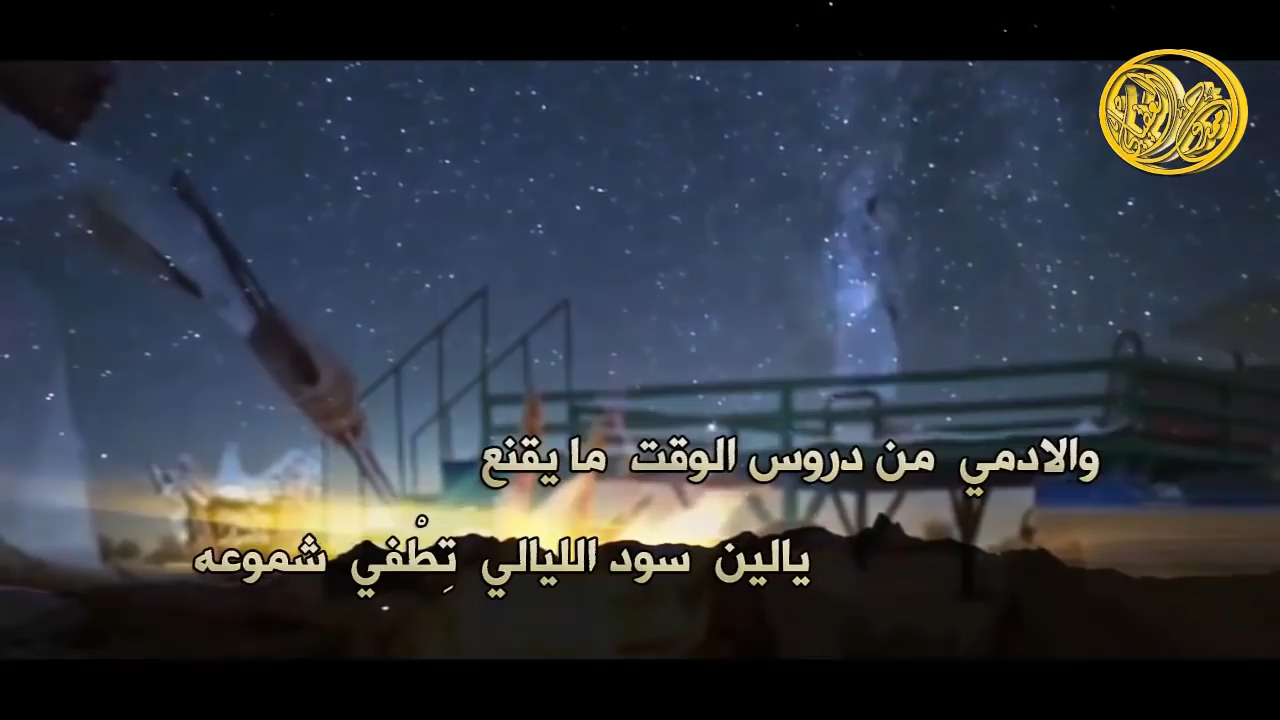 والادمي من دروس الوقت ما يقنع
يالين سود الليالي تِطْفي شموعه